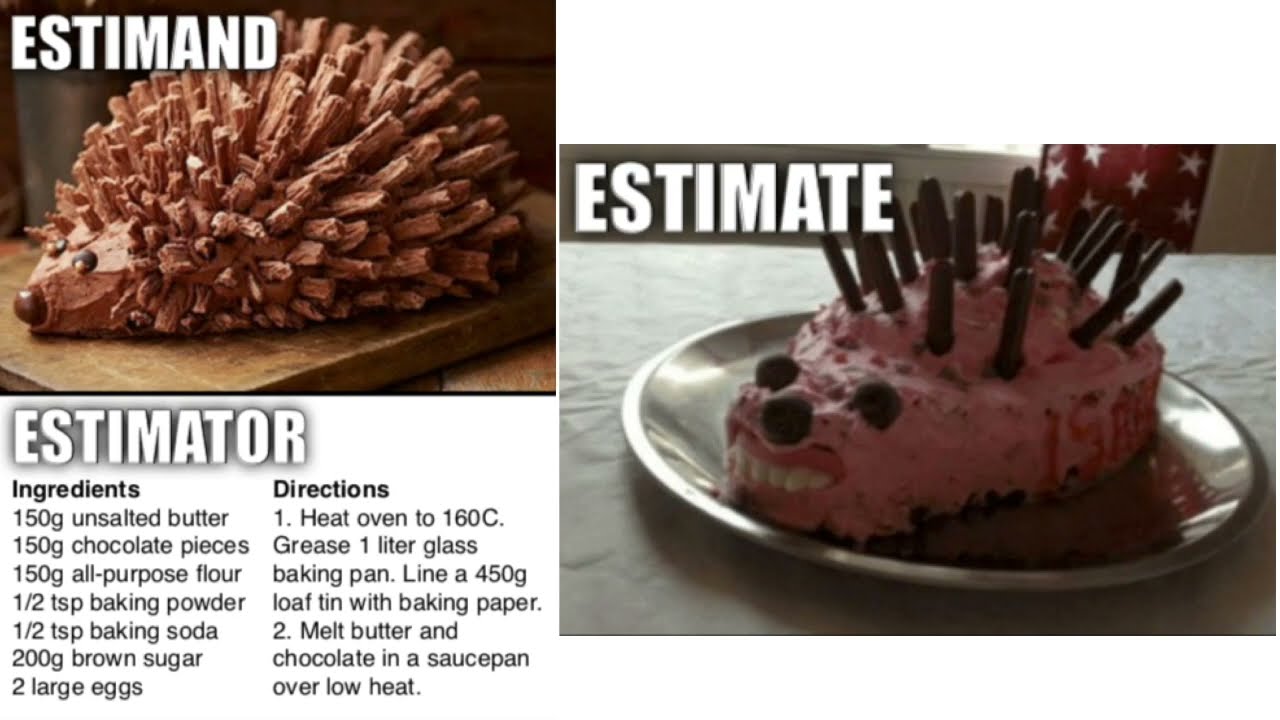 ESTIMAND
ESTIMATOR
Ingredients
150g unsalted butter
150g chocolate pieces
150g all-purpose flour
1/2 tsp baking powder
1/2 tsp baking soda
200g brown sugar
2 large eggs
Directions
1. Heat oven to 160C.
Grease 1 liter glass
baking pan. Line a 450g
loaf tin with baking paper.
2. Melt butter and
chocolate in a saucepan
over low heat.
ESTIMATE